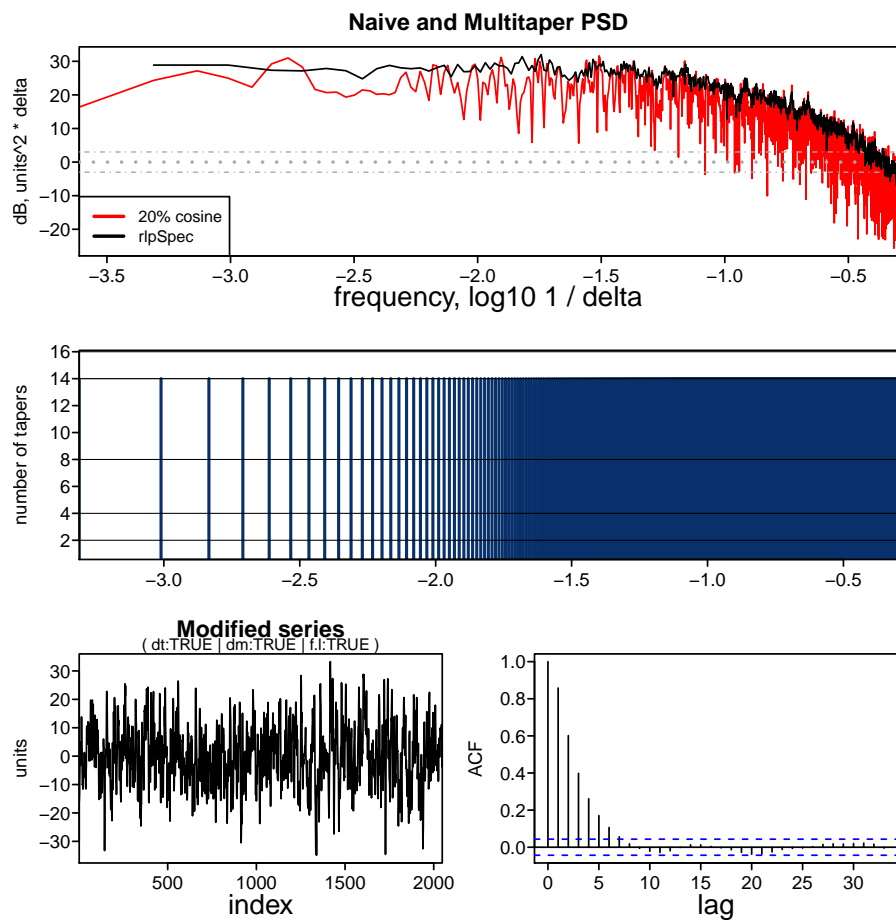 Naive and Multitaper PSD
dB, units^2 * delta
30
20
10
0
−10
−20
20% cosine
rlpSpec
−3.5 −3.0 −2.5 −2.0 −1.5 −1.0 −0.5
frequency, log10 1 / delta
number of tapers
16
14
12
10
8
6
4
2
−3.0 −2.5 −2.0 −1.5 −1.0 −0.5
Modified series
( dt:TRUE | dm:TRUE | f.l:TRUE )
units
30
20
10
0
−10
−20
−30
500 1000 1500 2000
index
ACF
1.0
0.8
0.6
0.4
0.2
0.0
0 5 10 15 20 25 30
lag